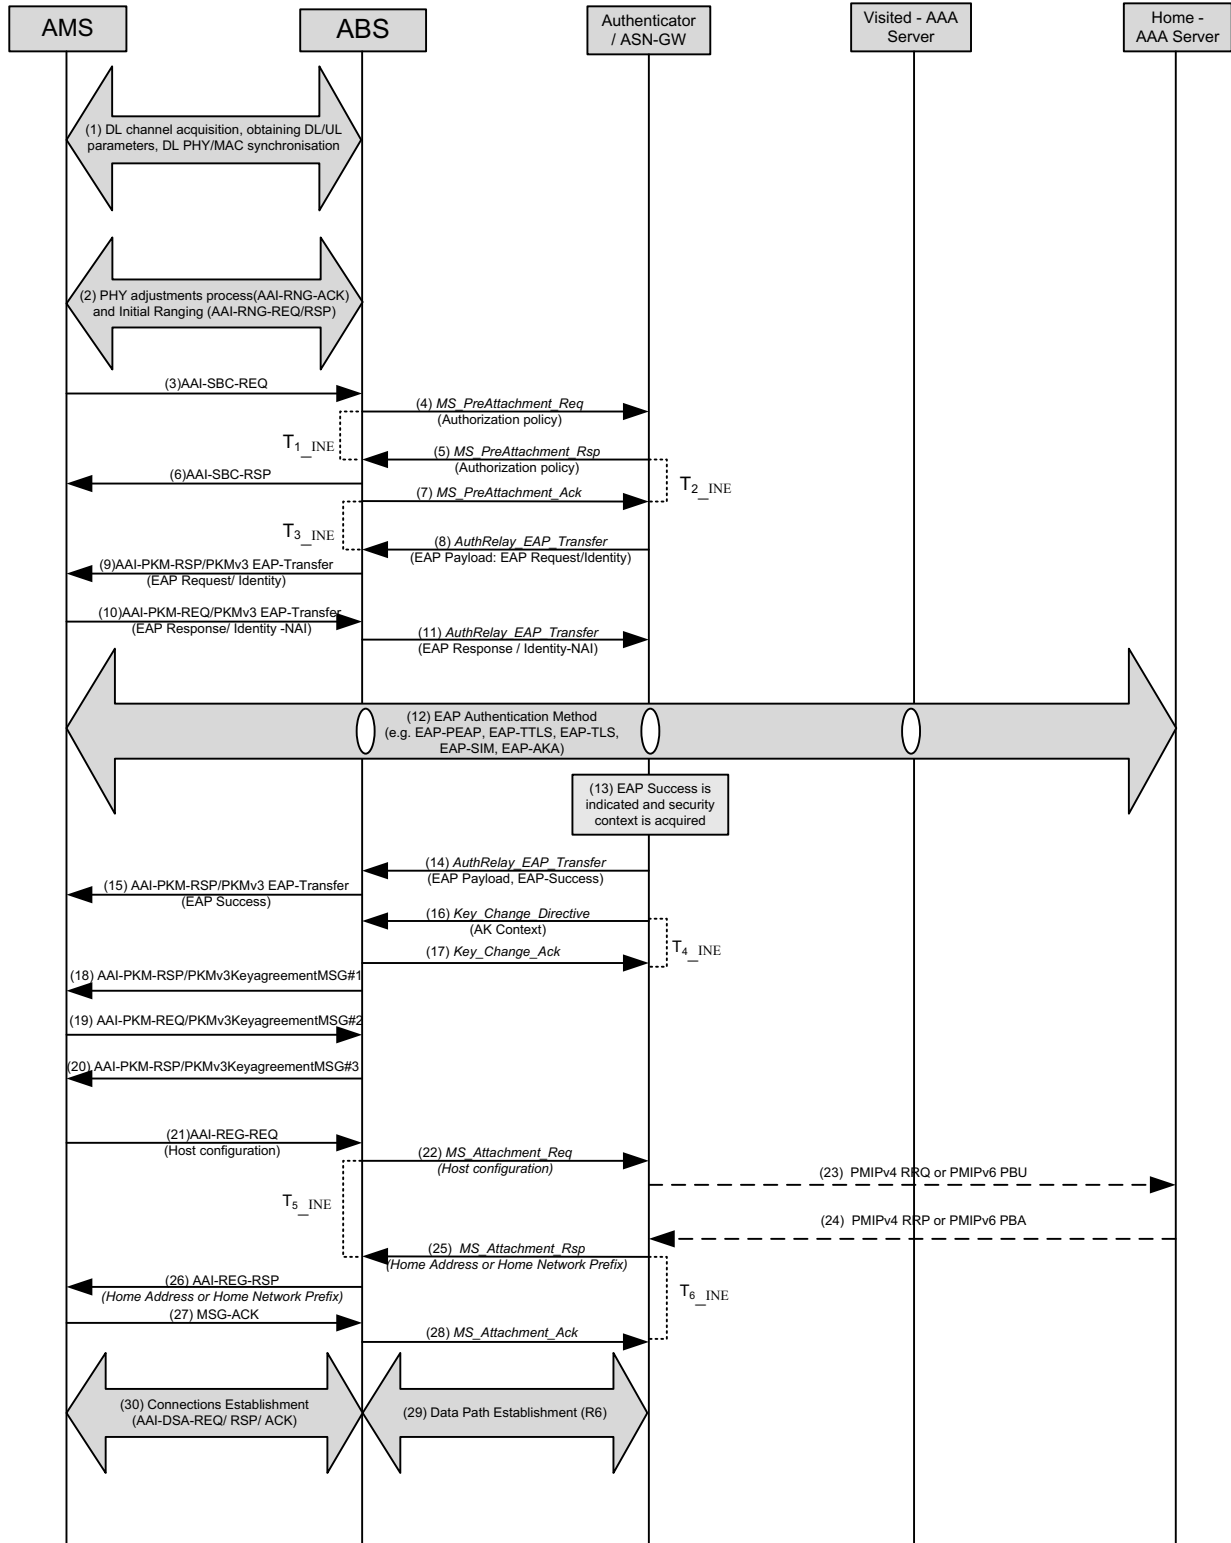 AMS
ABS
Authenticator
/ ASN-GW
Visited - AAA
Server
Home -
AAA Server
(1) DL channel acquisition, obtaining DL/UL
parameters, DL PHY/MAC synchronisation
(2) PHY adjustments process(AAI-RNG-ACK)
and Initial Ranging (AAI-RNG-REQ/RSP)
(3)AAI-SBC-REQ
(4) MS_PreAttachment_Req
(Authorization policy)
T1_INE
(5) MS_PreAttachment_Rsp
(Authorization policy)
(6)AAI-SBC-RSP
T2_INE
(7) MS_PreAttachment_Ack
T3_INE
(8) AuthRelay_EAP_Transfer
(EAP Payload: EAP Request/Identity)
(9)AAI-PKM-RSP/PKMv3 EAP-Transfer
(EAP Request/ Identity)
(10)AAI-PKM-REQ/PKMv3 EAP-Transfer
(EAP Response/ Identity -NAI)
(11) AuthRelay_EAP_Transfer
(EAP Response / Identity-NAI)
(12) EAP Authentication Method
(e.g. EAP-PEAP, EAP-TTLS, EAP-TLS,
EAP-SIM, EAP-AKA)
(13) EAP Success is
indicated and security
context is acquired
(14) AuthRelay_EAP_Transfer
(EAP Payload, EAP-Success)
(15) AAI-PKM-RSP/PKMv3 EAP-Transfer
(EAP Success)
(16) Key_Change_Directive
(AK Context)
T4_INE
(17) Key_Change_Ack
(18) AAI-PKM-RSP/PKMv3KeyagreementMSG#1
(19) AAI-PKM-REQ/PKMv3KeyagreementMSG#2
(20) AAI-PKM-RSP/PKMv3KeyagreementMSG#3
(21)AAI-REG-REQ
(Host configuration)
(22) MS_Attachment_Req
(Host configuration)
(23) PMIPv4 RRQ or PMIPv6 PBU
T5_INE
(24) PMIPv4 RRP or PMIPv6 PBA
(25) MS_Attachment_Rsp
(Home Address or Home Network Prefix)
(26) AAI-REG-RSP
(Home Address or Home Network Prefix)
T6_INE
(27) MSG-ACK
(28) MS_Attachment_Ack
(30) Connections Establishment
(AAI-DSA-REQ/ RSP/ ACK)
(29) Data Path Establishment (R6)